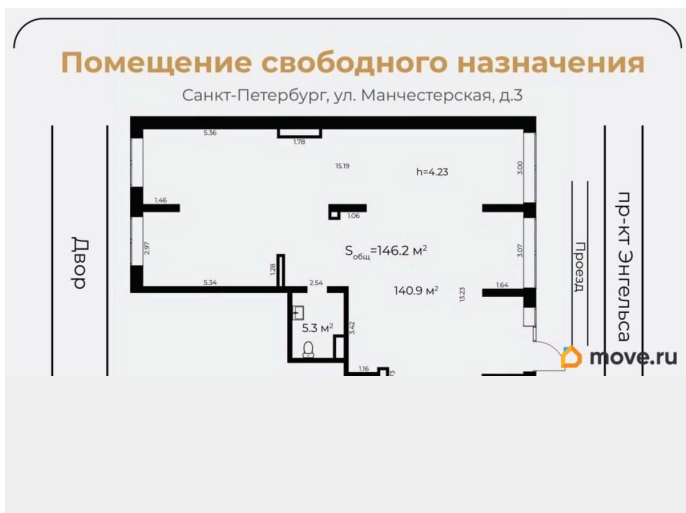 Помещение свободного назначения
Санкт-Петербург, ул. Манчестерская, д.3
5.36
1.78
15.19
h=4.23
3.00
1.46
1.06
Двор
2.97
Sобщ=146.2 м²
3.07
Проезд
пр-кт Энгельса
1.28
5.34
2.54
140.9 м²
13.23
1.64
5.3 м²
3.42
move.ru
1.16